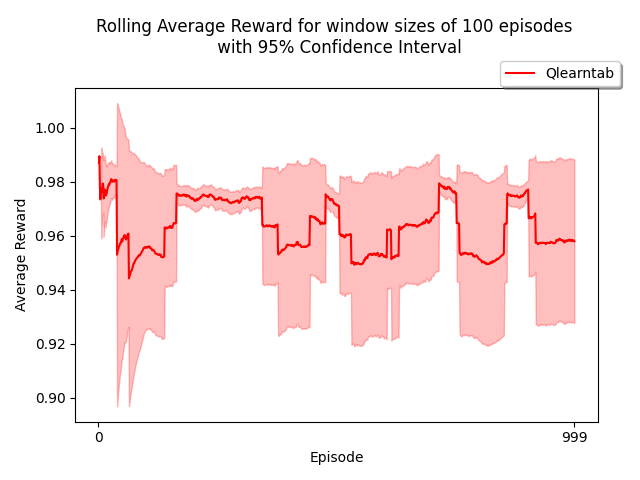 Rolling Average Reward for window sizes of 100 episodes
with 95% Confidence Interval
Qlearntab
1.00
0.98
0.96
0.94
0.92
0.90
Average Reward
0
999
Episode